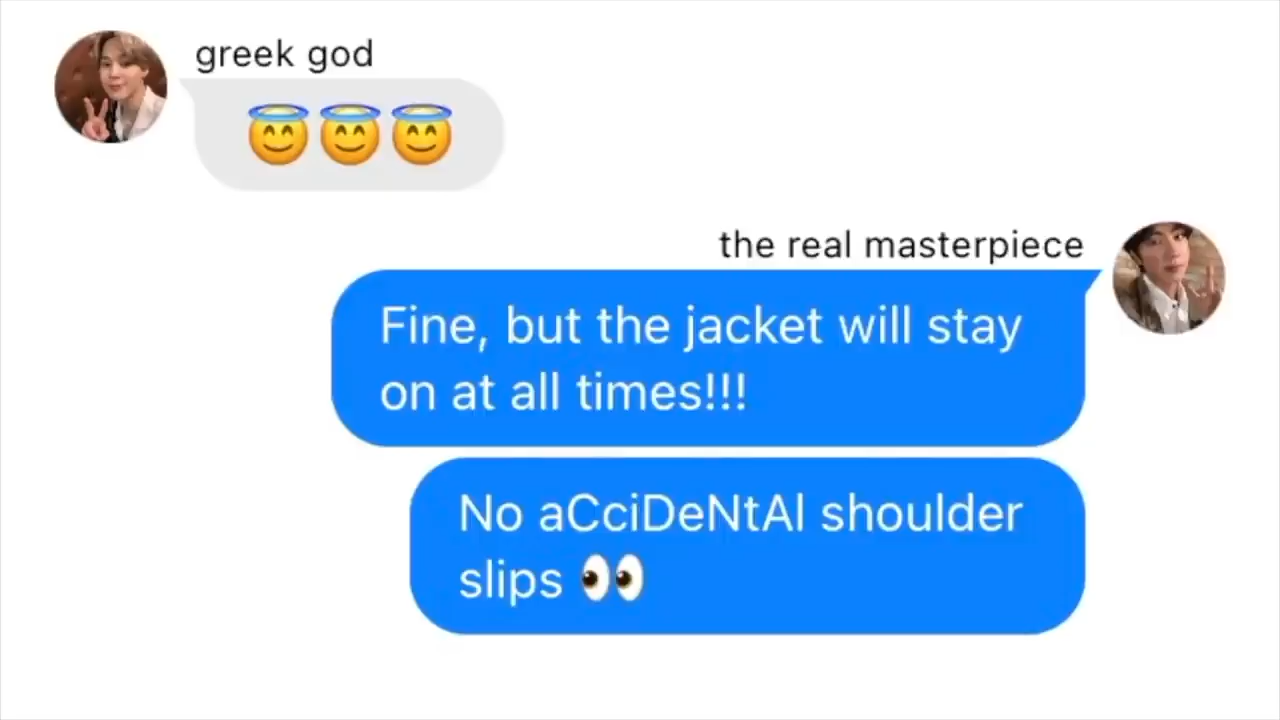 greek god
😇😇😇
the real masterpiece
Fine, but the jacket will stay
on at all times!!!
No aCciDeNtAl shoulder
slips 👀